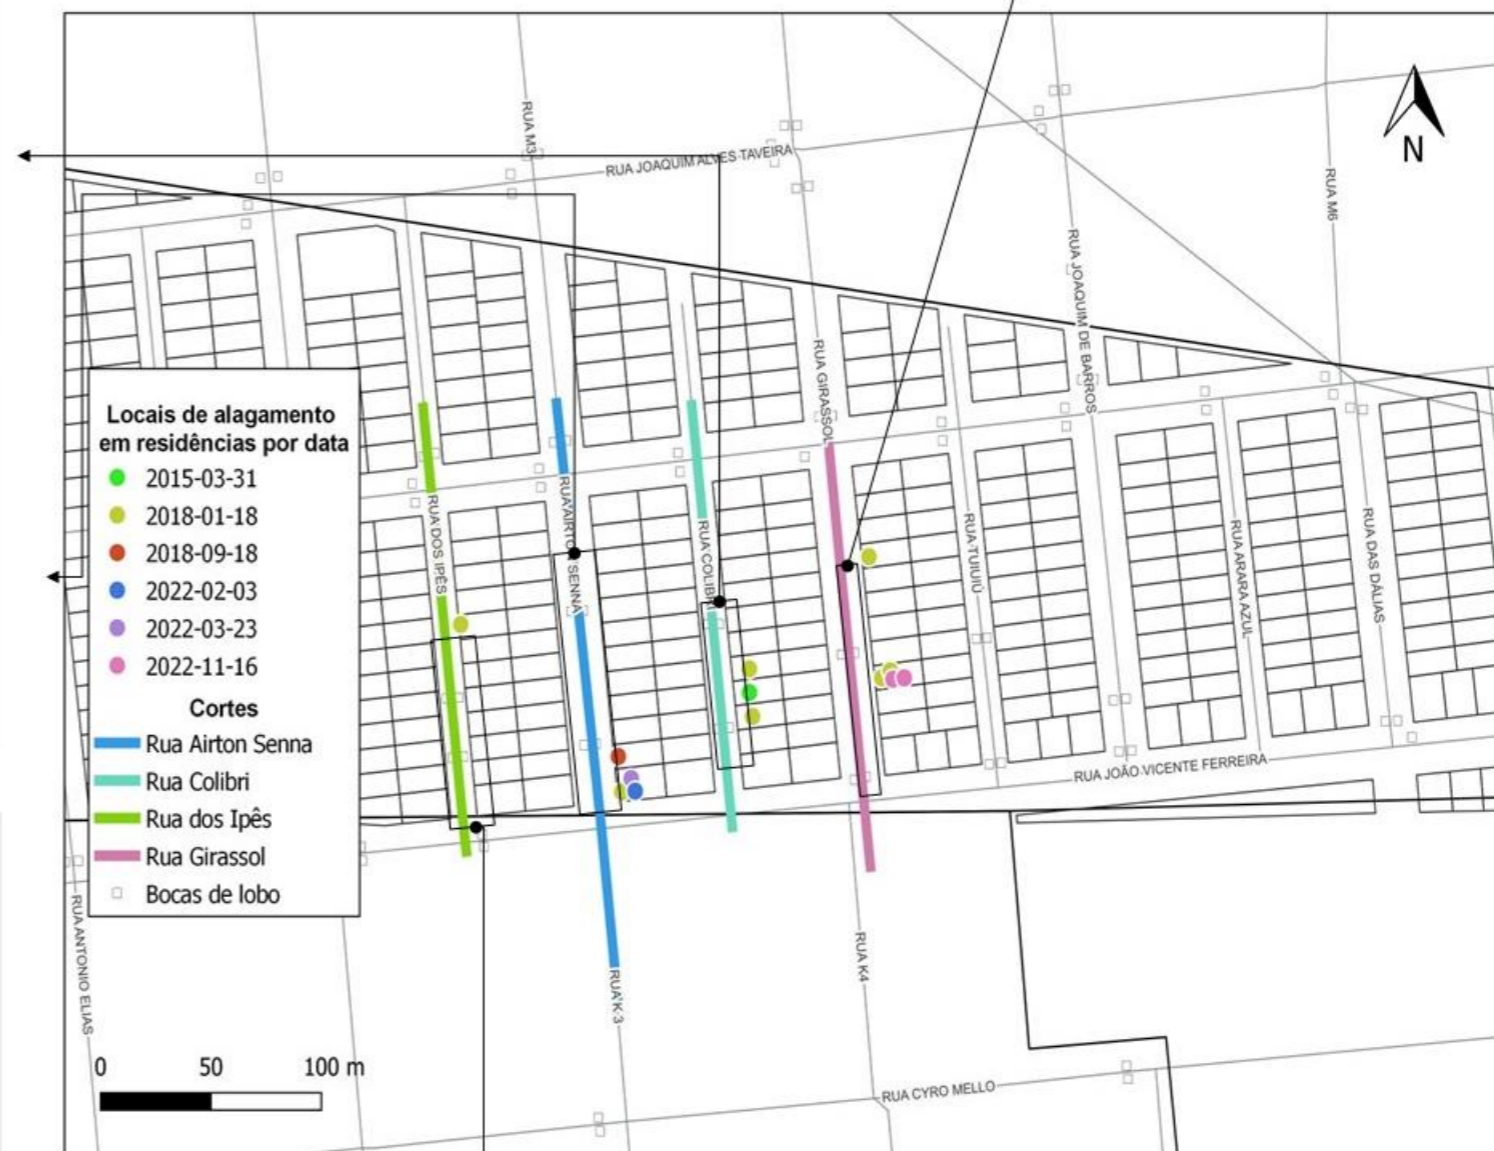 RUA M3
RUA JOAQUIM ALVES TAVEIRA
N
RUA M6
RUA JOAQUIM DE BARROS
RUA GIRASSOL
Locais de alagamento
em residências por data
2015-03-31
2018-01-18
2018-09-18
2022-02-03
2022-03-23
2022-11-16
Cortes
Rua Airton Senna
Rua Colibri
Rua dos Ipês
Rua Girassol
Bocas de lobo
RUA DOS IPÊS
RUA AIRTON SENNA
RUA COLIBRI
RUA TUIUIÚ
RUA ARARA AZUL
RUA DAS DÁLIAS
RUA JOÃO VICENTE FERREIRA
RUA ANTONIO ELIAS
RUA K3
RUA K4
RUA CYRO MELLO
0 50 100 m